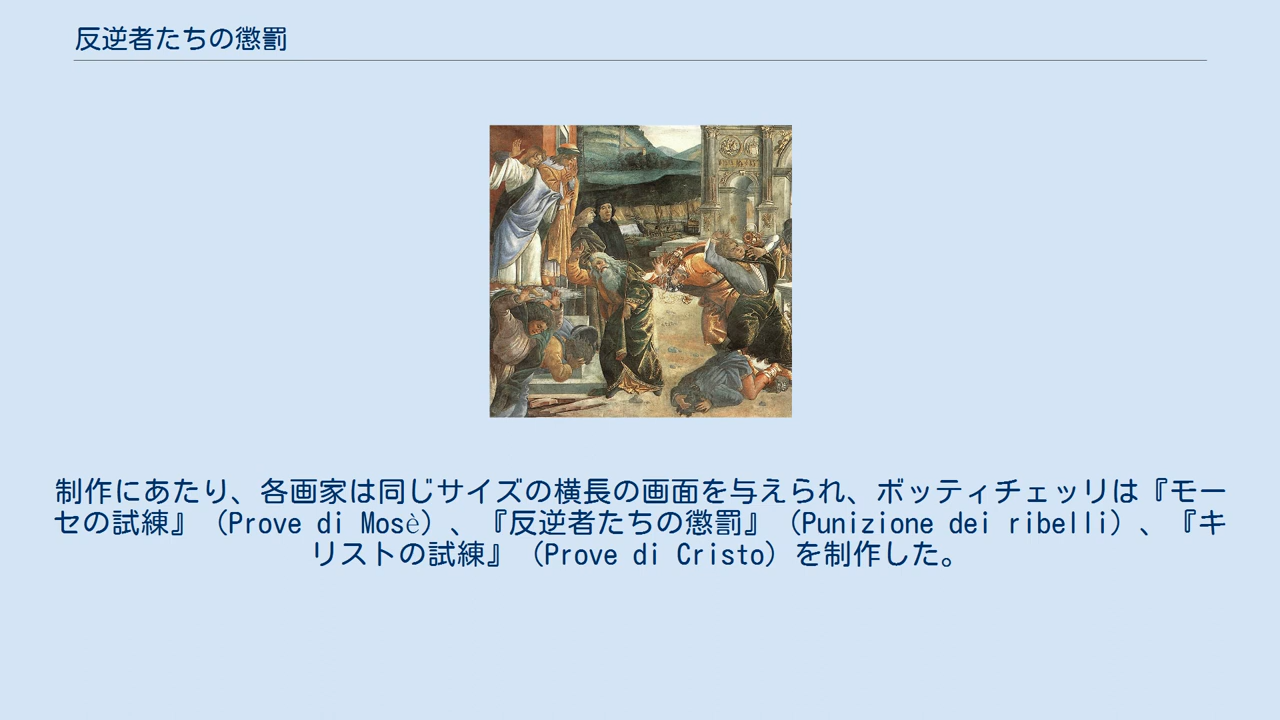 反逆者たちの懲罰
制作にあたり、各画家は同じサイズの横長の画面を与えられ、ボッティチェッリは『モー
セの試練』（Prove di Mosè）、『反逆者たちの懲罰』（Punizione dei ribelli）、『キ
リストの試練』（Prove di Cristo）を制作した。